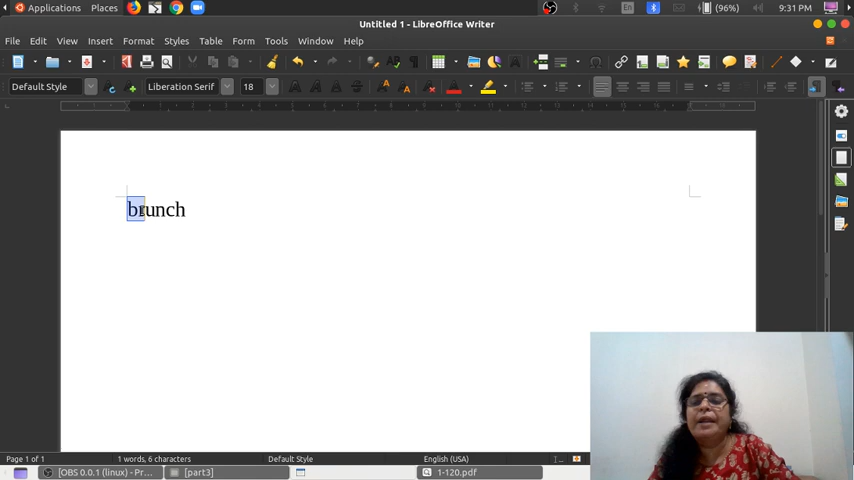 Applications Places En (96%) 9:31 PM
Untitled 1 - LibreOffice Writer
File Edit View Insert Format Styles Table Form Tools Window Help
Default Style Liberation Serif 18
brunch
Page 1 of 1 1 words, 6 characters Default Style English (USA)
[OBS 0.0.1 (linux) - Pro... [part3] 1-120.pdf